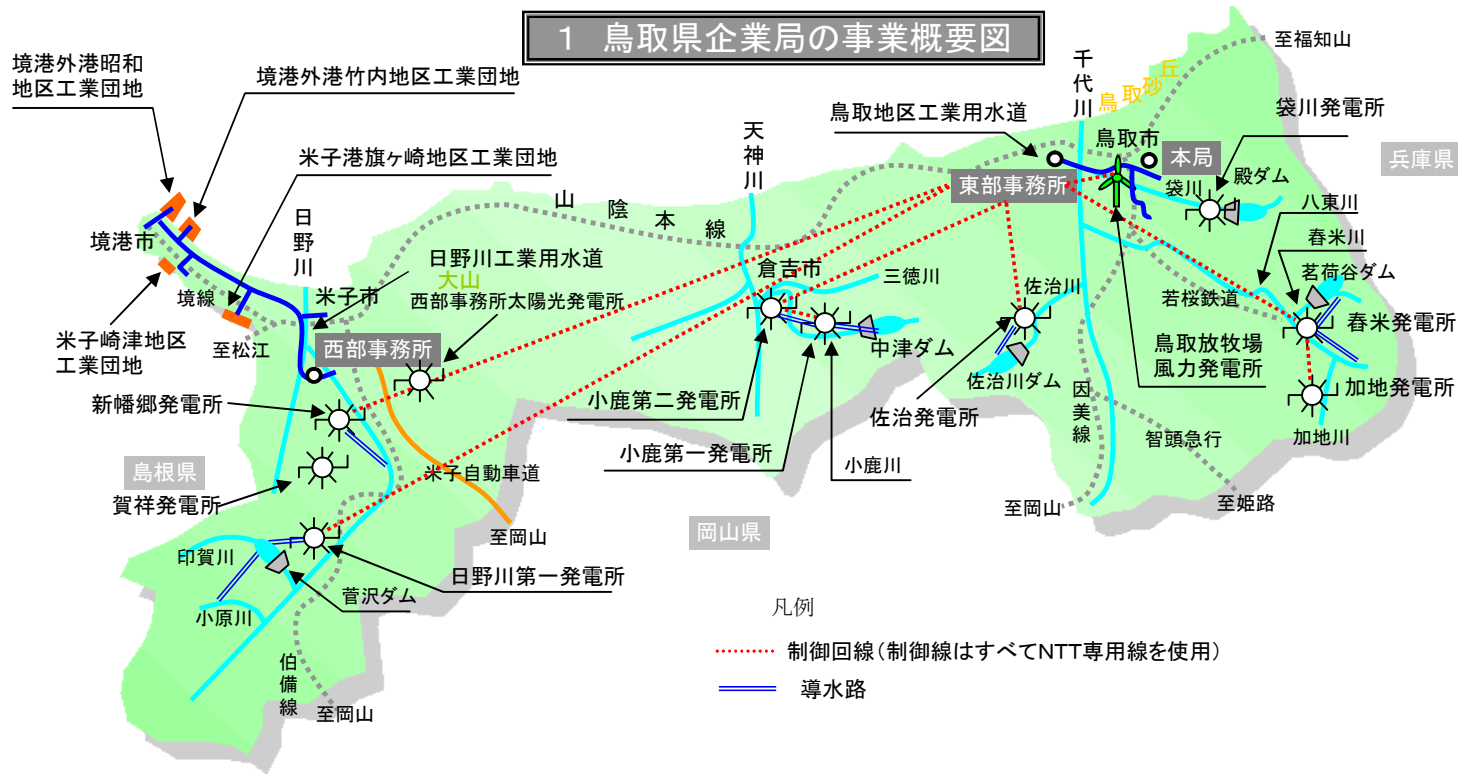 1 鳥取県企業局の事業概要図
境港外港昭和
地区工業団地
境港外港竹内地区工業団地
米子港旗ヶ崎地区工業団地
境港市
境線
米子崎津地区
工業団地
至松江
日野川
米子市
日野川工業用水道
大山
西部事務所太陽光発電所
西部事務所
新幡郷発電所
島根県
賀祥発電所
米子自動車道
至岡山
印賀川
小原川
菅沢ダム
日野川第一発電所
伯備線
至岡山
山陰本線
天神川
倉吉市
三徳川
中津ダム
小鹿第二発電所
小鹿第一発電所
小鹿川
岡山県
鳥取地区工業用水道
千代川
鳥取砂丘
至福知山
鳥取市
本局
東部事務所
袋川発電所
袋川
殿ダム
兵庫県
八東川
舂米川
茗荷谷ダム
若桜鉄道
舂米発電所
加地発電所
加地川
鳥取放牧場
風力発電所
佐治川
佐治川ダム
佐治発電所
因美線
智頭急行
至岡山
至姫路
凡例
制御回線(制御線はすべてNTT専用線を使用)
導水路